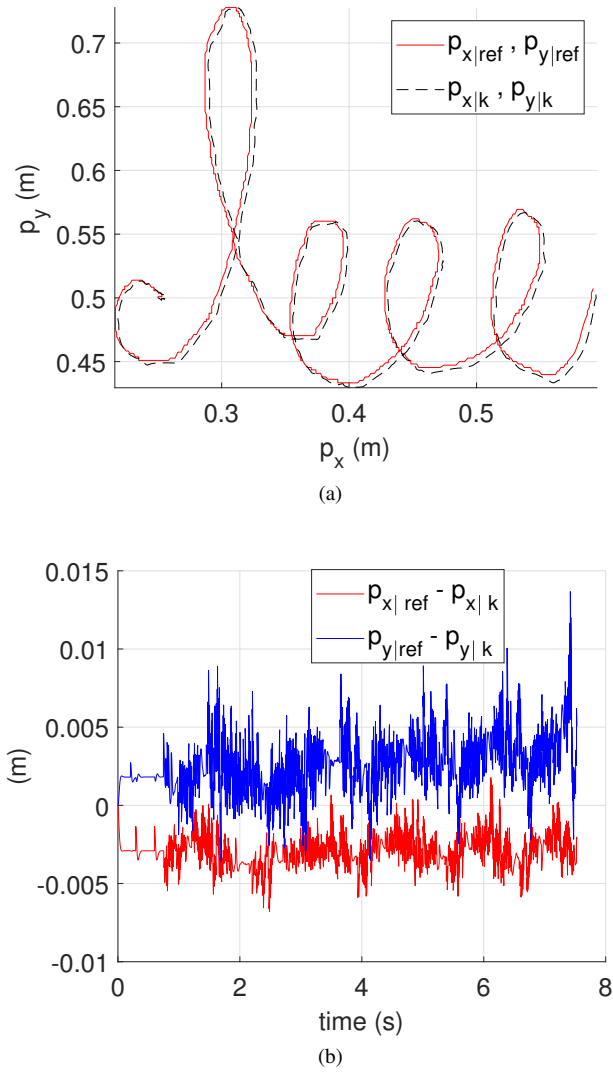 0.7
0.65
0.6
0.55
0.5
0.45
p_y (m)
p_x|ref , p_y|ref
p_x|k , p_y|k
0.3 0.4 0.5
p_x (m)
(a)
0.015
0.01
0.005
0
-0.005
-0.01
(m)
p_x| ref - p_x| k
p_y|ref - p_y| k
0 2 4 6 8
time (s)
(b)